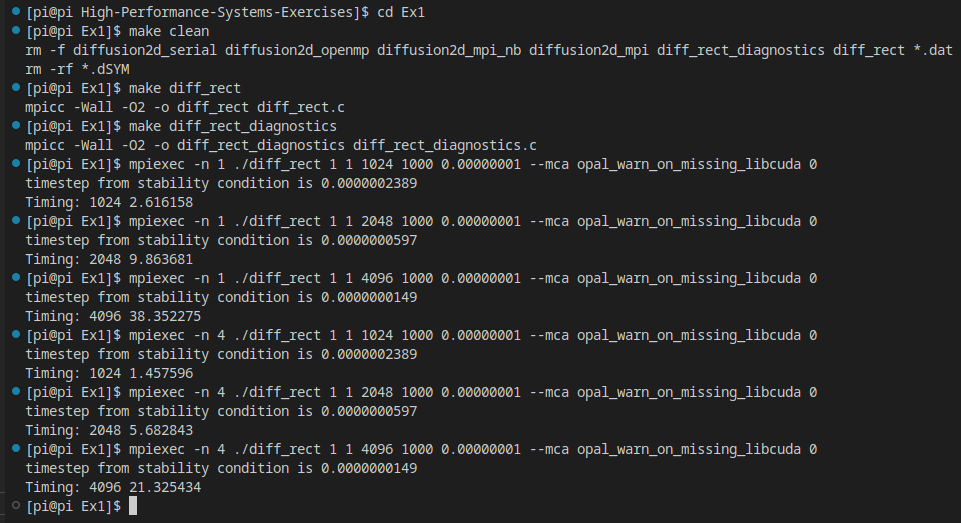 [pi@pi High-Performance-Systems-Exercises]$ cd Ex1
[pi@pi Ex1]$ make clean
rm -f diffusion2d_serial diffusion2d_openmp diffusion2d_mpi_nb diffusion2d_mpi diff_rect_diagnostics diff_rect *.dat
rm -rf *.dSYM
[pi@pi Ex1]$ make diff_rect
mpicc -Wall -O2 -o diff_rect diff_rect.c
[pi@pi Ex1]$ make diff_rect_diagnostics
mpicc -Wall -O2 -o diff_rect_diagnostics diff_rect_diagnostics.c
[pi@pi Ex1]$ mpiexec -n 1 ./diff_rect 1 1 1024 1000 0.00000001 --mca opal_warn_on_missing_libcuda 0
timestep from stability condition is 0.0000002389
Timing: 1024 2.616158
[pi@pi Ex1]$ mpiexec -n 1 ./diff_rect 1 1 2048 1000 0.00000001 --mca opal_warn_on_missing_libcuda 0
timestep from stability condition is 0.0000000597
Timing: 2048 9.863681
[pi@pi Ex1]$ mpiexec -n 1 ./diff_rect 1 1 4096 1000 0.00000001 --mca opal_warn_on_missing_libcuda 0
timestep from stability condition is 0.0000000149
Timing: 4096 38.352275
[pi@pi Ex1]$ mpiexec -n 4 ./diff_rect 1 1 1024 1000 0.00000001 --mca opal_warn_on_missing_libcuda 0
timestep from stability condition is 0.0000002389
Timing: 1024 1.457596
[pi@pi Ex1]$ mpiexec -n 4 ./diff_rect 1 1 2048 1000 0.00000001 --mca opal_warn_on_missing_libcuda 0
timestep from stability condition is 0.0000000597
Timing: 2048 5.682843
[pi@pi Ex1]$ mpiexec -n 4 ./diff_rect 1 1 4096 1000 0.00000001 --mca opal_warn_on_missing_libcuda 0
timestep from stability condition is 0.0000000149
Timing: 4096 21.325434
[pi@pi Ex1]$